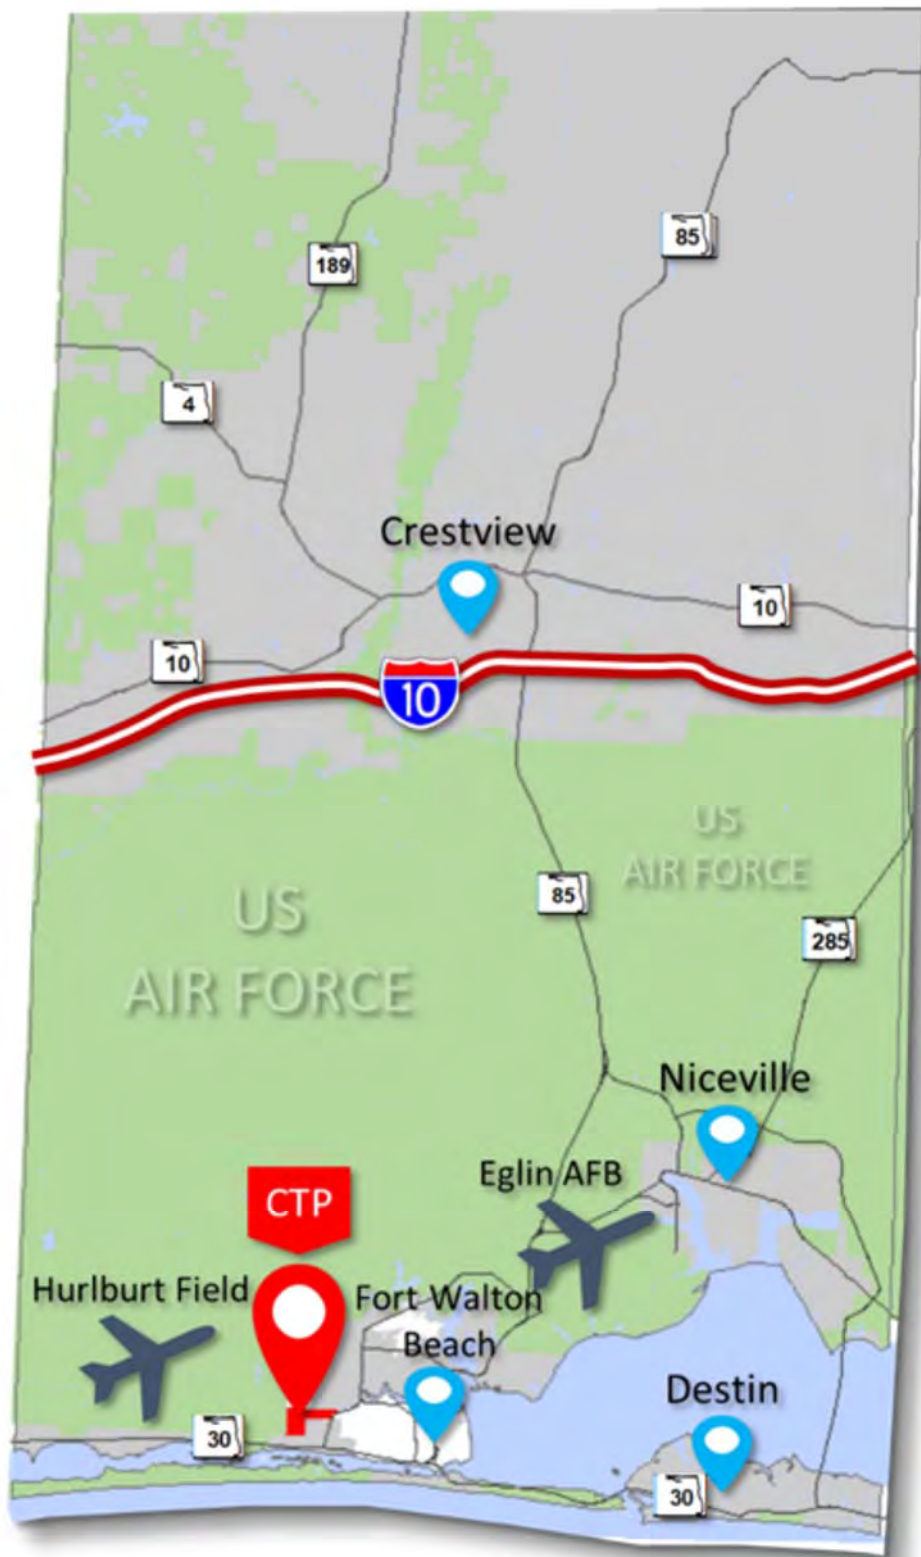 189
85
4
Crestview
10
10
10
US
AIR FORCE
US
AIR FORCE
85
285
Niceville
Eglin AFB
CTP
Hurlburt Field
Fort Walton
Beach
Destin
30
30